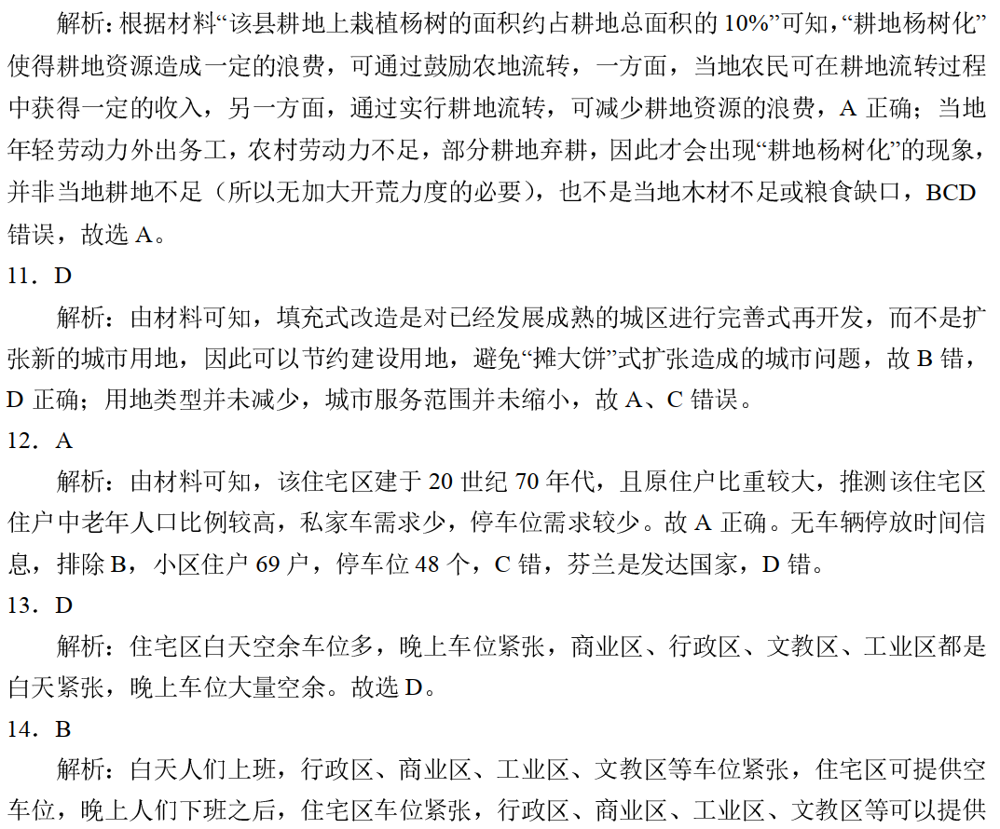 解析：根据材料“该县耕地上栽植杨树的面积约占耕地总面积的 10%”可知，“耕地杨树化”
使得耕地资源造成一定的浪费，可通过鼓励农地流转，一方面，当地农民可在耕地流转过程
中获得一定的收入，另一方面，通过实行耕地流转，可减少耕地资源的浪费，A 正确；当地
年轻劳动力外出务工，农村劳动力不足，部分耕地弃耕，因此才会出现“耕地杨树化”的现象，
并非当地耕地不足（所以无加大开荒力度的必要），也不是当地木材不足或粮食缺口，BCD
错误，故选 A。
11．D
解析：由材料可知，填充式改造是对已经发展成熟的城区进行完善式再开发，而不是扩
张新的城市用地，因此可以节约建设用地，避免“摊大饼”式扩张造成的城市问题，故 B 错，
D 正确；用地类型并未减少，城市服务范围并未缩小，故 A、C 错误。
12．A
解析：由材料可知，该住宅区建于 20 世纪 70 年代，且原住户比重较大，推测该住宅区
住户中老年人口比例较高，私家车需求少，停车位需求较少。故 A 正确。无车辆停放时间信
息，排除 B，小区住户 69 户，停车位 48 个，C 错，芬兰是发达国家，D 错。
13．D
解析：住宅区白天空余车位多，晚上车位紧张，商业区、行政区、文教区、工业区都是
白天紧张，晚上车位大量空余。故选 D。
14．B
解析：白天人们上班，行政区、商业区、工业区、文教区等车位紧张，住宅区可提供空
车位，晚上人们下班之后，住宅区车位紧张，行政区、商业区、工业区、文教区等可以提供